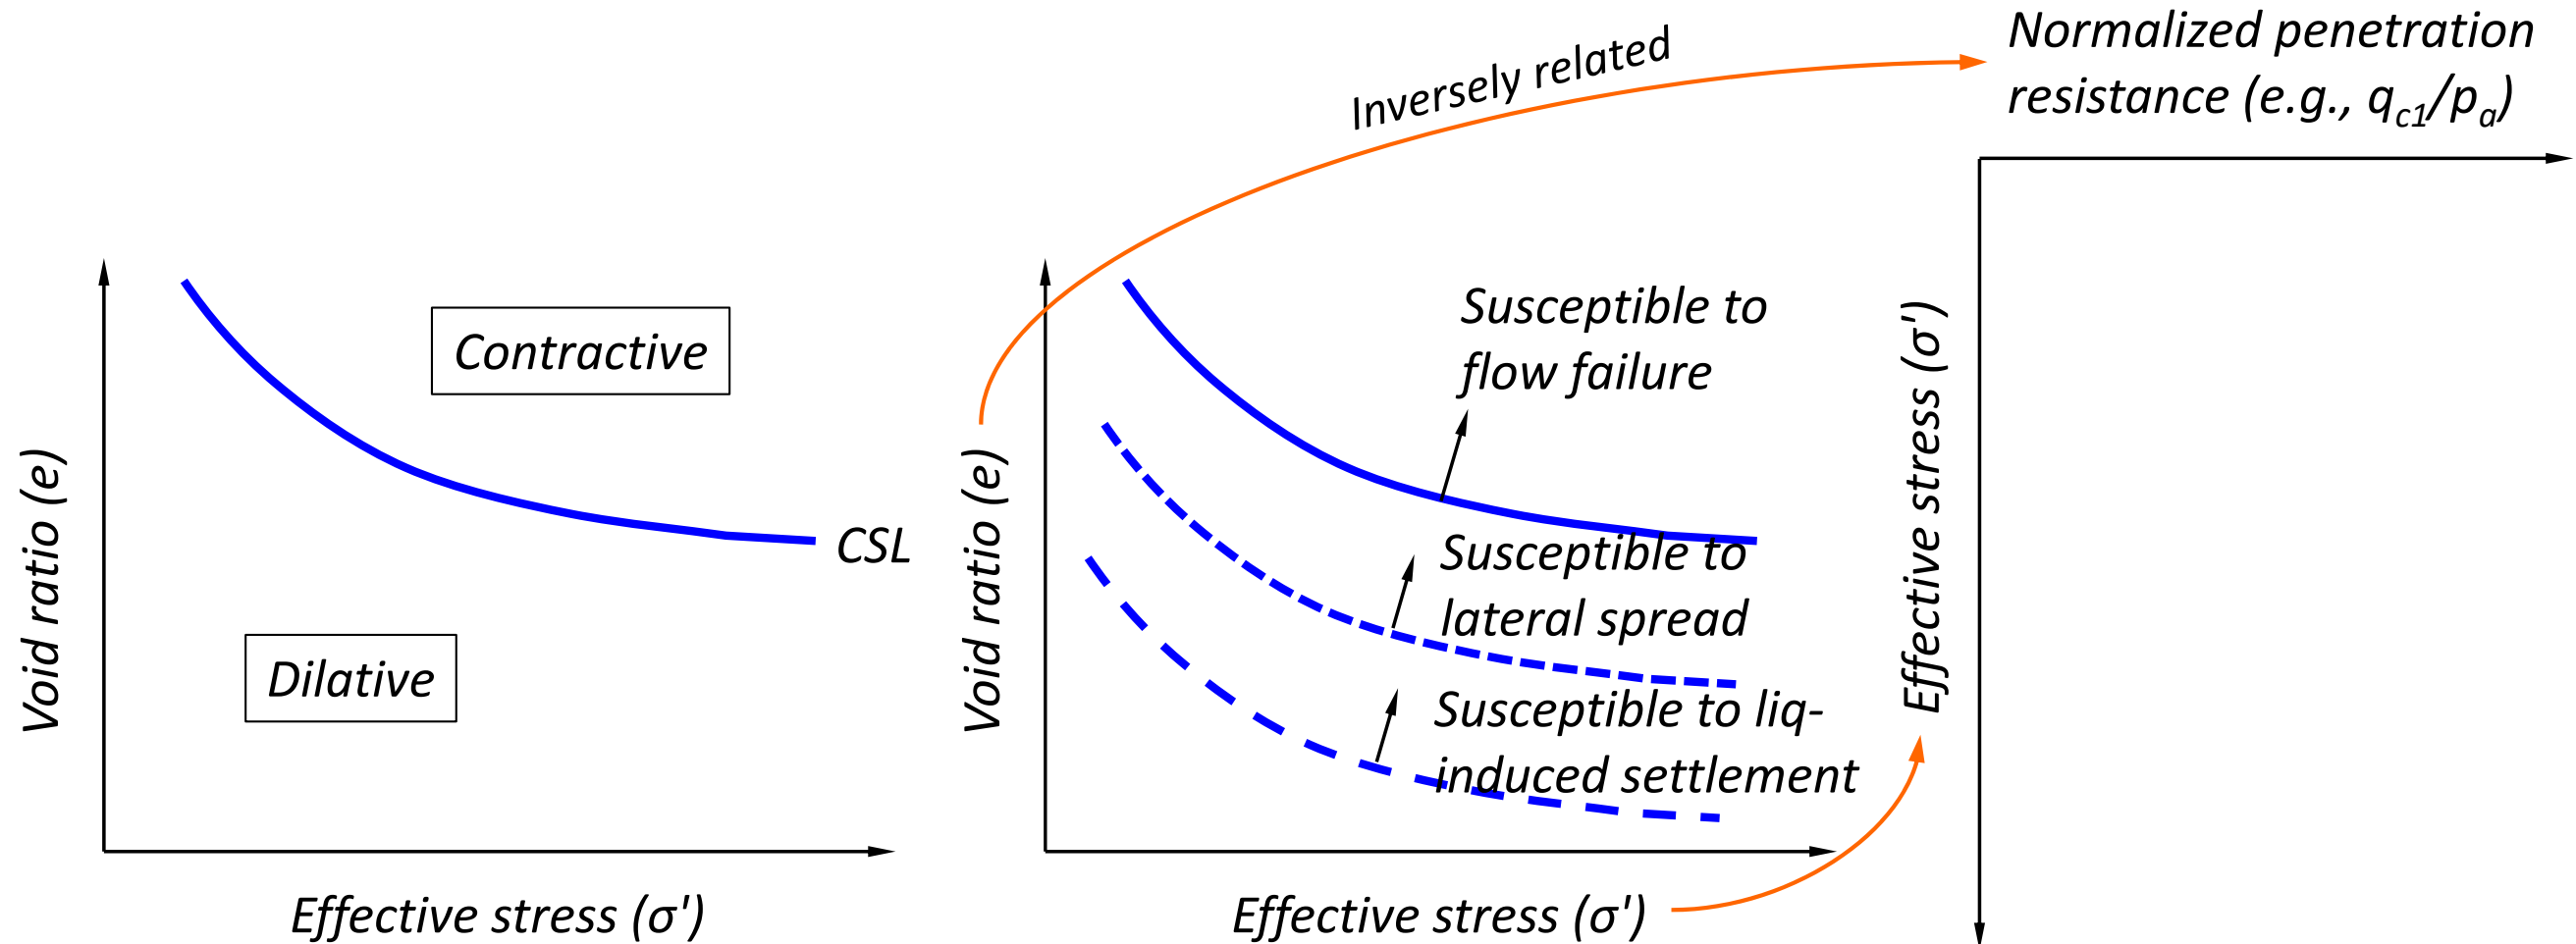 Void ratio (e)
Contractive
Dilative
CSL
Effective stress (σ')
Inversely related
Void ratio (e)
Susceptible to
flow failure
Susceptible to
lateral spread
Susceptible to liq-
induced settlement
Effective stress (σ')
Normalized penetration
resistance (e.g., qc1/pa)
Effective stress (σ')